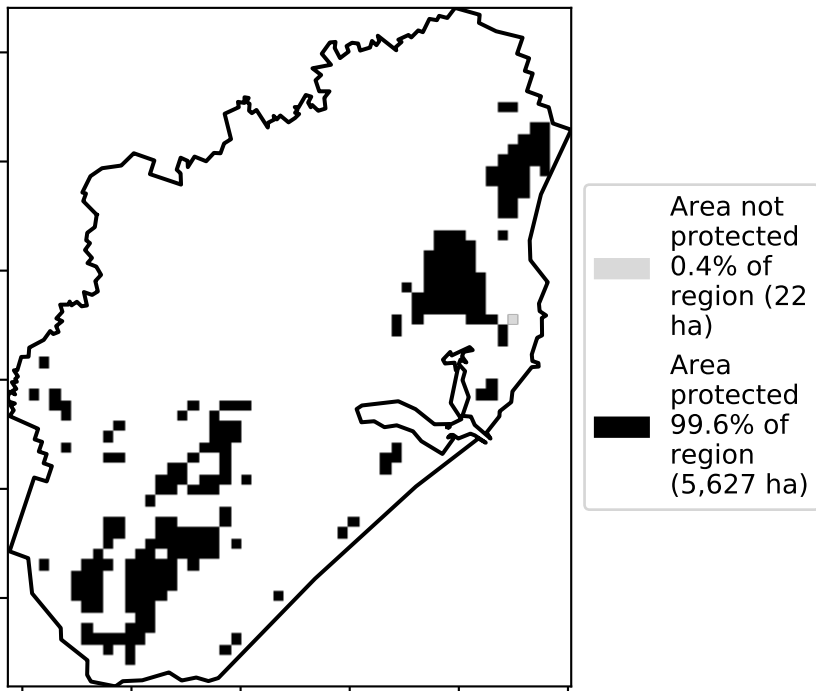 Area not
protected
0.4% of
region (22
ha)
Area
protected
99.6% of
region
(5,627 ha)